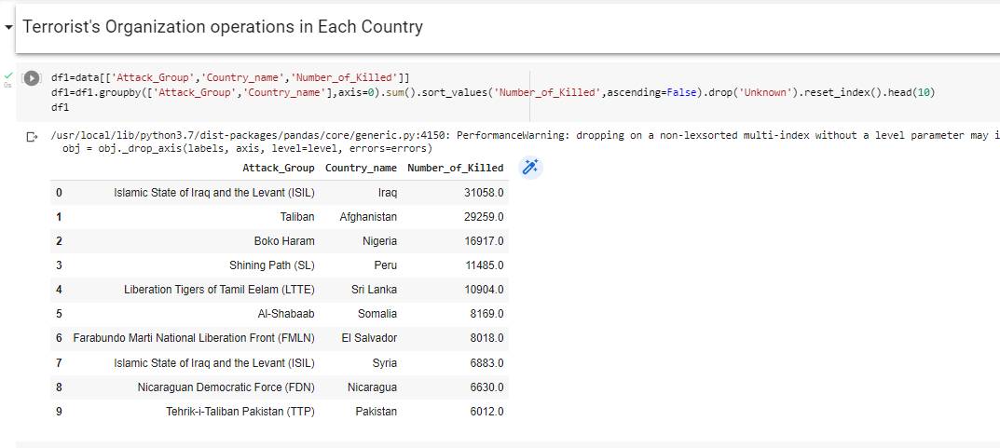 Terrorist's Organization operations in Each Country
0s
df1=data[['Attack_Group','Country_name','Number_of_Killed']]
df1=df1.groupby(['Attack_Group','Country_name'],axis=0).sum().sort_values('Number_of_Killed',ascending=False).drop('Unknown').reset_index().head(10)
df1
/usr/local/lib/python3.7/dist-packages/pandas/core/generic.py:4150: PerformanceWarning: dropping on a non-lexsorted multi-index without a level parameter may i
obj = obj._drop_axis(labels, axis, level=level, errors=errors)
Attack_Group Country_name Number_of_Killed
0 Islamic State of Iraq and the Levant (ISIL) Iraq 31058.0
1 Taliban Afghanistan 29259.0
2 Boko Haram Nigeria 16917.0
3 Shining Path (SL) Peru 11485.0
4 Liberation Tigers of Tamil Eelam (LTTE) Sri Lanka 10904.0
5 Al-Shabaab Somalia 8169.0
6 Farabundo Marti National Liberation Front (FMLN) El Salvador 8018.0
7 Islamic State of Iraq and the Levant (ISIL) Syria 6883.0
8 Nicaraguan Democratic Force (FDN) Nicaragua 6630.0
9 Tehrik-i-Taliban Pakistan (TTP) Pakistan 6012.0